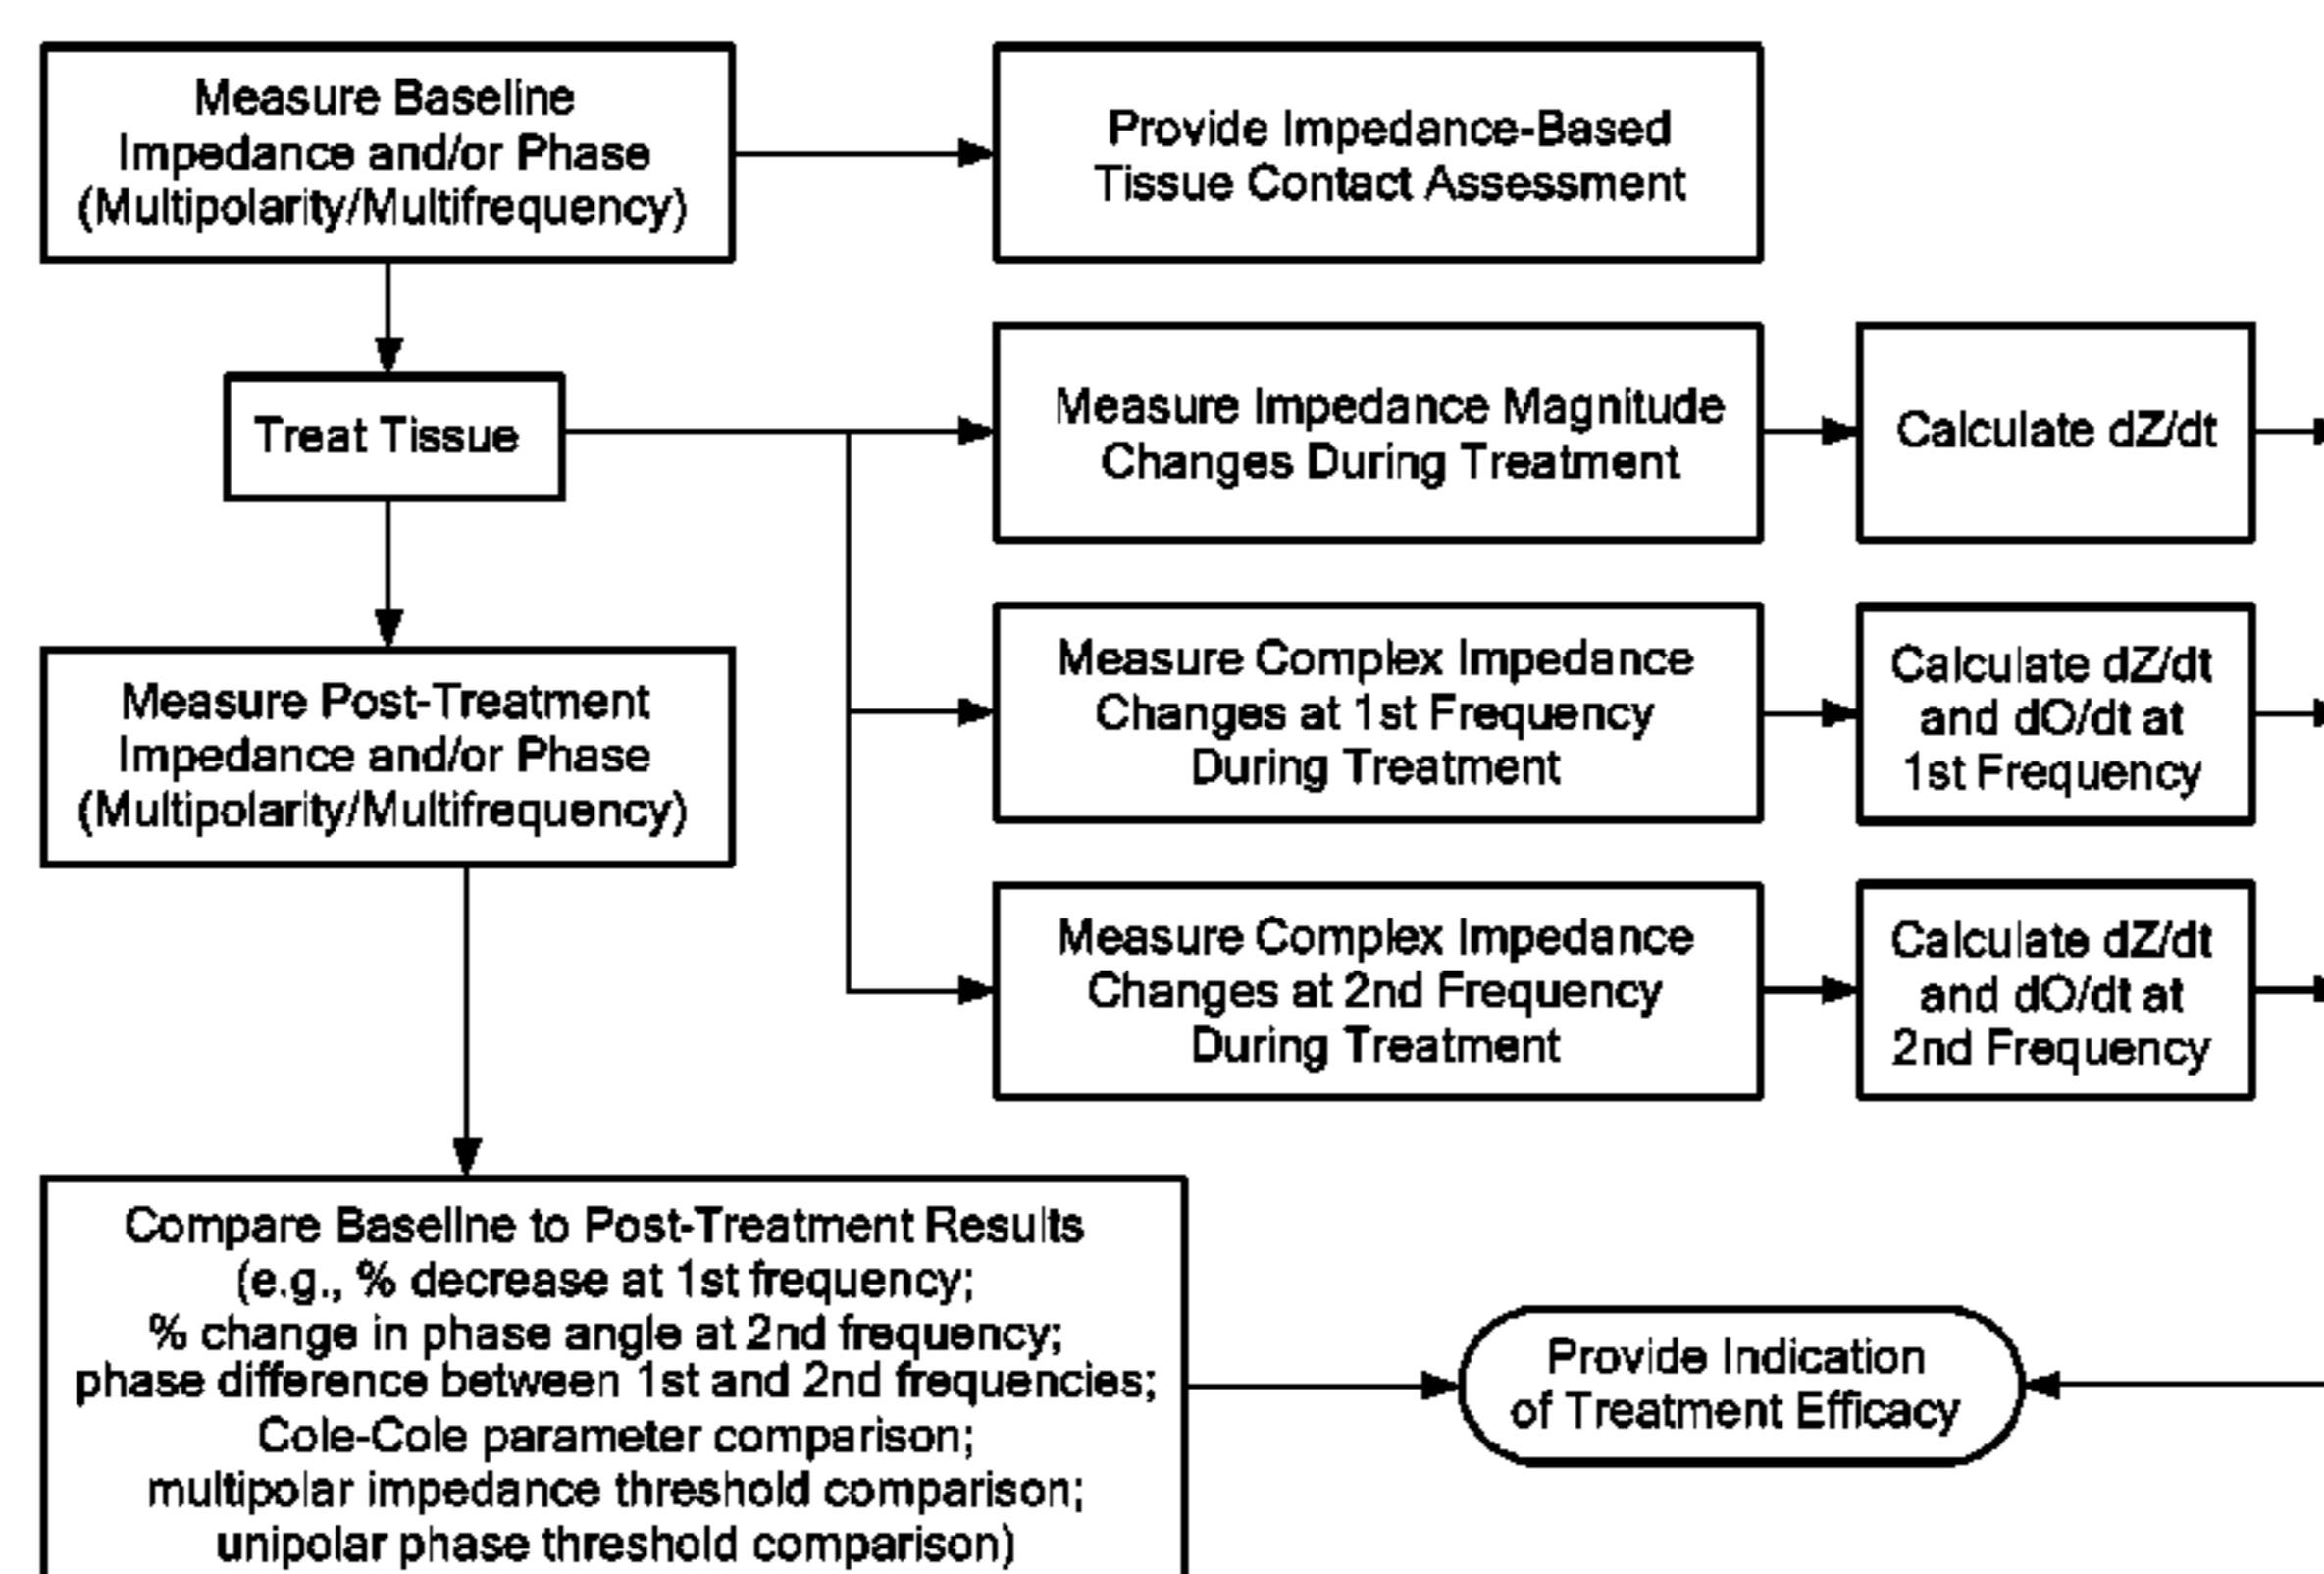 Measure Baseline
Impedance and/or Phase
(Multipolarity/Multifrequency)
Provide Impedance-Based
Tissue Contact Assessment
Treat Tissue
Measure Impedance Magnitude
Changes During Treatment
Calculate dZ/dt
Measure Post-Treatment
Impedance and/or Phase
(Multipolarity/Multifrequency)
Measure Complex Impedance
Changes at 1st Frequency
During Treatment
Calculate dZ/dt
and dO/dt at
1st Frequency
Measure Complex Impedance
Changes at 2nd Frequency
During Treatment
Calculate dZ/dt
and dO/dt at
2nd Frequency
Compare Baseline to Post-Treatment Results
(e.g., % decrease at 1st frequency;
% change in phase angle at 2nd frequency;
phase difference between 1st and 2nd frequencies;
Cole-Cole parameter comparison;
multipolar impedance threshold comparison;
unipolar phase threshold comparison)
Provide Indication
of Treatment Efficacy